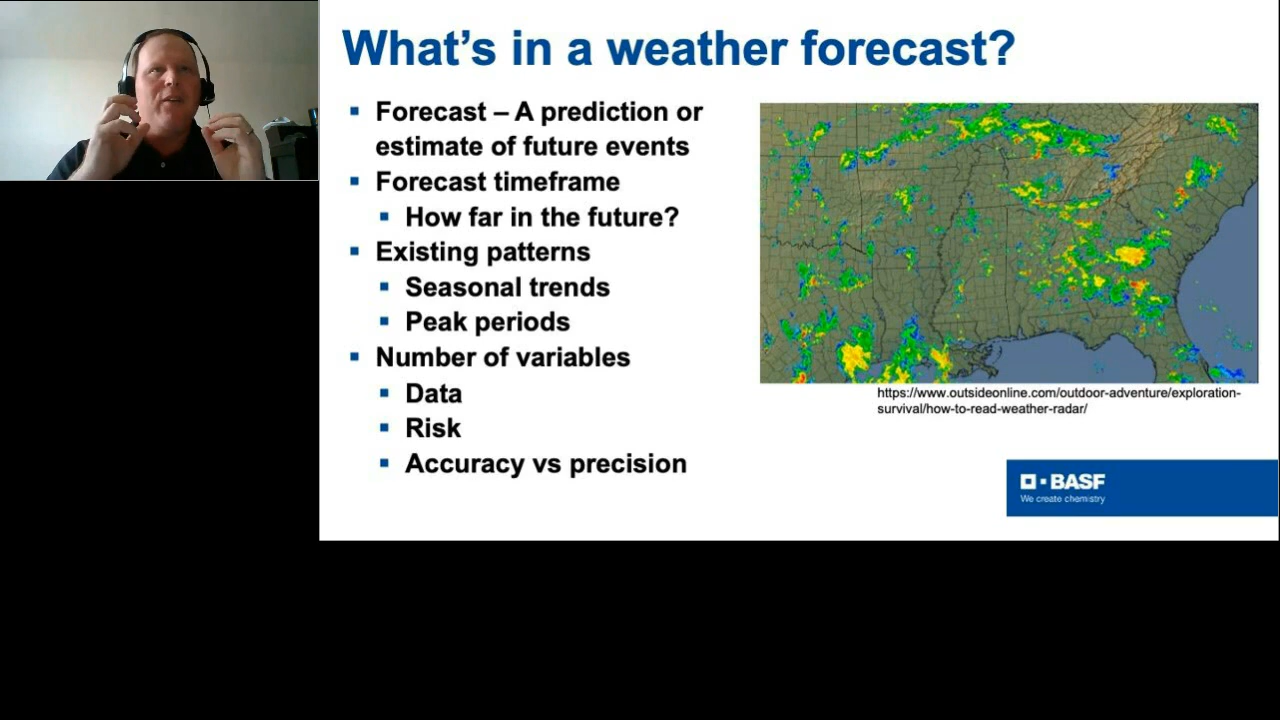 What's in a weather forecast?
▪ Forecast – A prediction or
estimate of future events
▪ Forecast timeframe
▪ How far in the future?
▪ Existing patterns
▪ Seasonal trends
▪ Peak periods
▪ Number of variables
▪ Data
▪ Risk
▪ Accuracy vs precision
https://www.outsideonline.com/outdoor-adventure/exploration-
survival/how-to-read-weather-radar/
BASF
We create chemistry